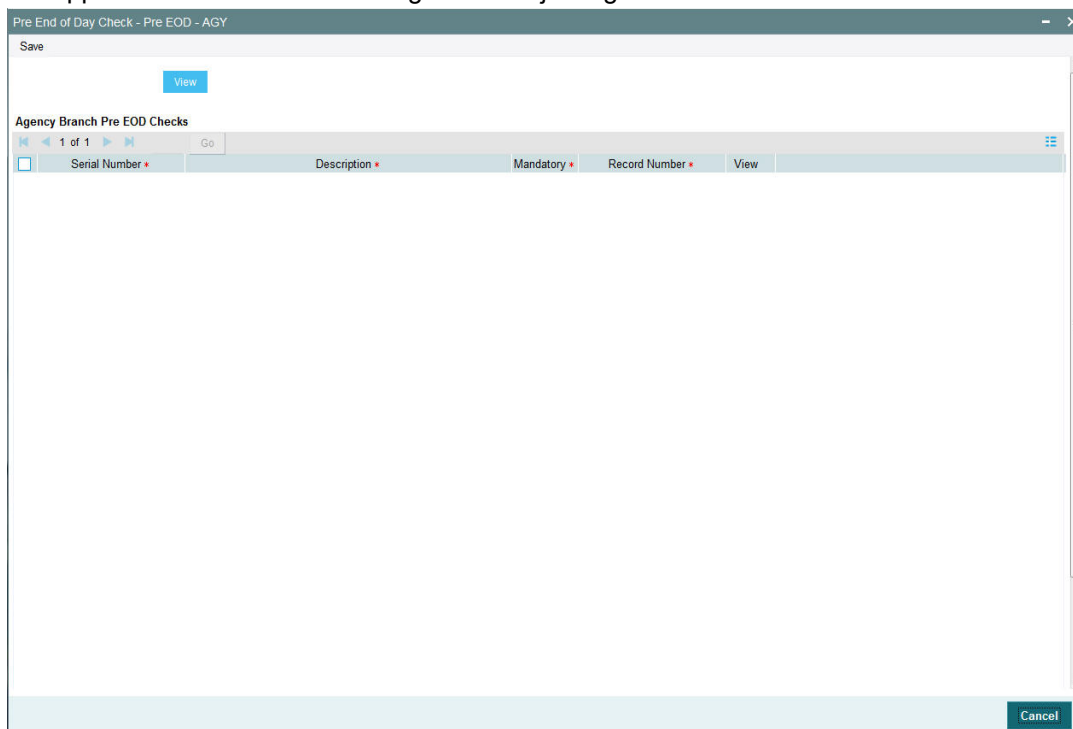 Pre End of Day Check - Pre EOD - AGY
Save
View
Agency Branch Pre EOD Checks
1 of 1 Go
Serial Number * Description * Mandatory * Record Number * View
Cancel